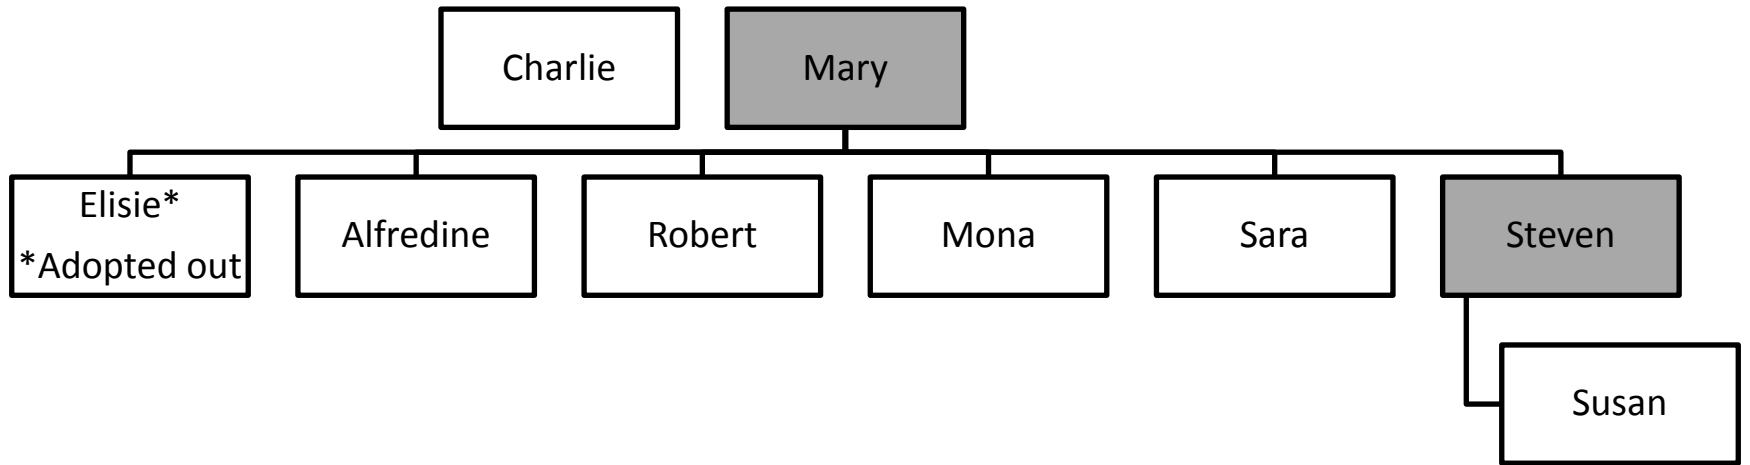 Charlie
Mary
Elisie*
*Adopted out
Alfredine
Robert
Mona
Sara
Steven
Susan